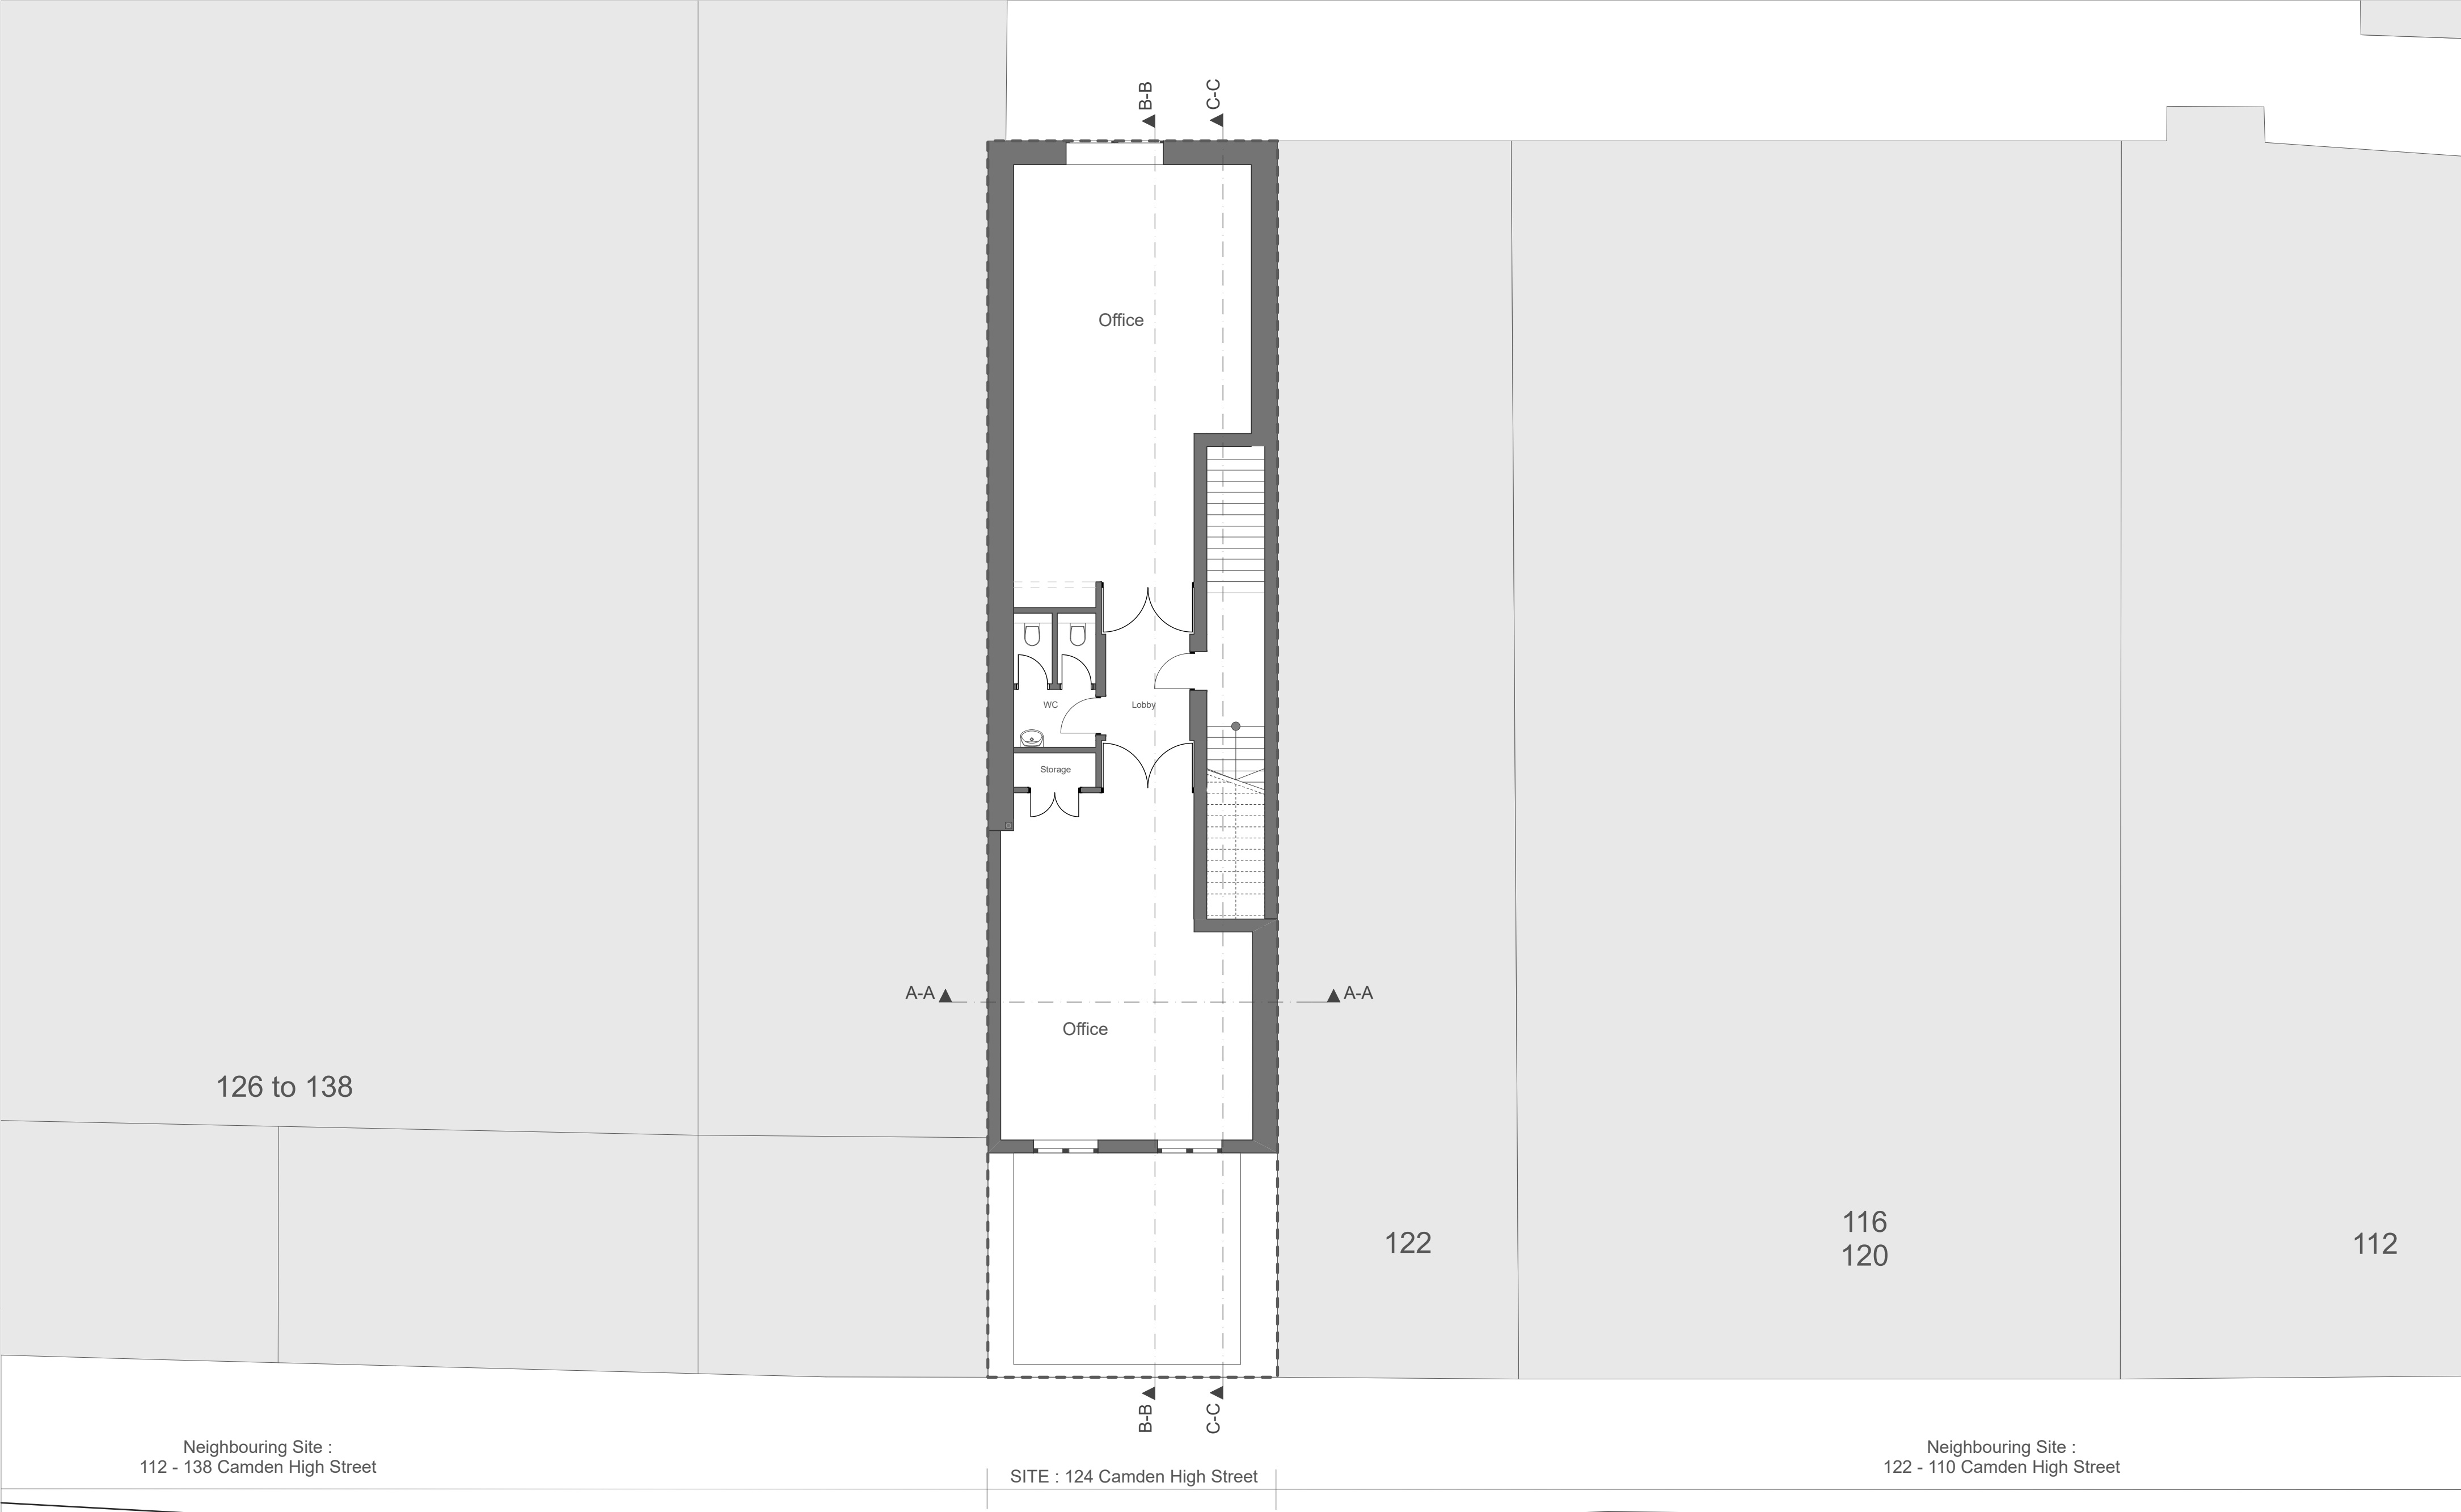 B-B
C-C
Office
WC
Lobby
Storage
A-A
A-A
Office
126 to 138
122
116
120
112
B-B
C-C
Neighbouring Site :
112 - 138 Camden High Street
SITE : 124 Camden High Street
Neighbouring Site :
122 - 110 Camden High Street